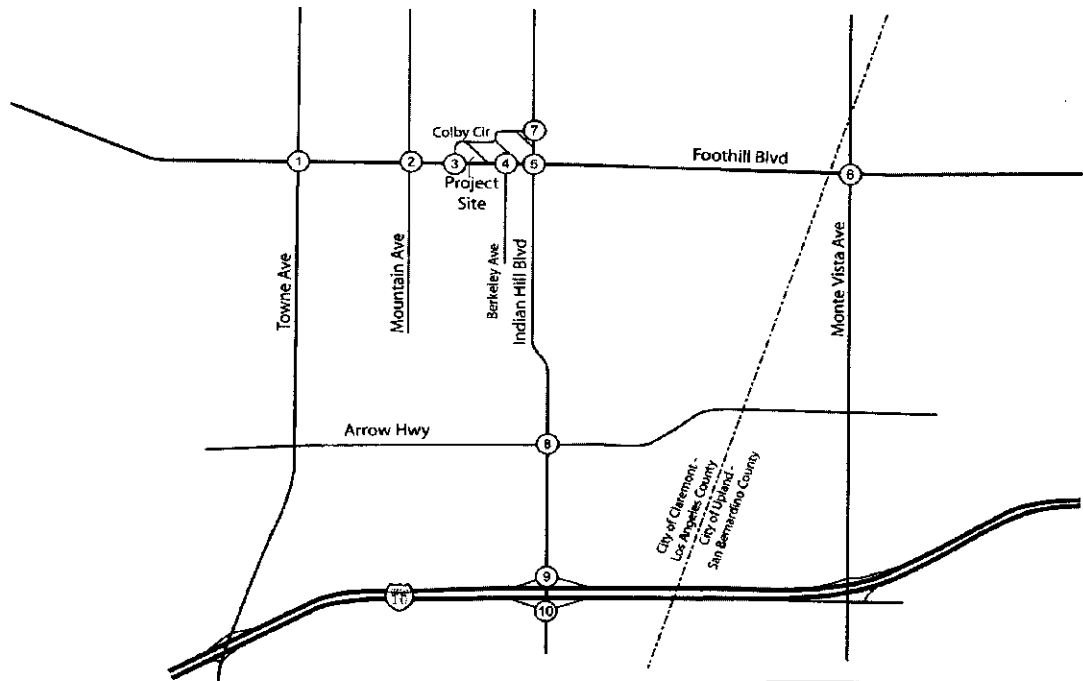 Colby Cir
7
1
2
3
4
5
Foothill Blvd
6
Project
Site
Towne Ave
Mountain Ave
Berkeley Ave
Indian Hill Blvd
Monte Vista Ave
Arrow Hwy
8
City of Claremont -
Los Angeles County
City of Upland -
San Bernardino County
9
10